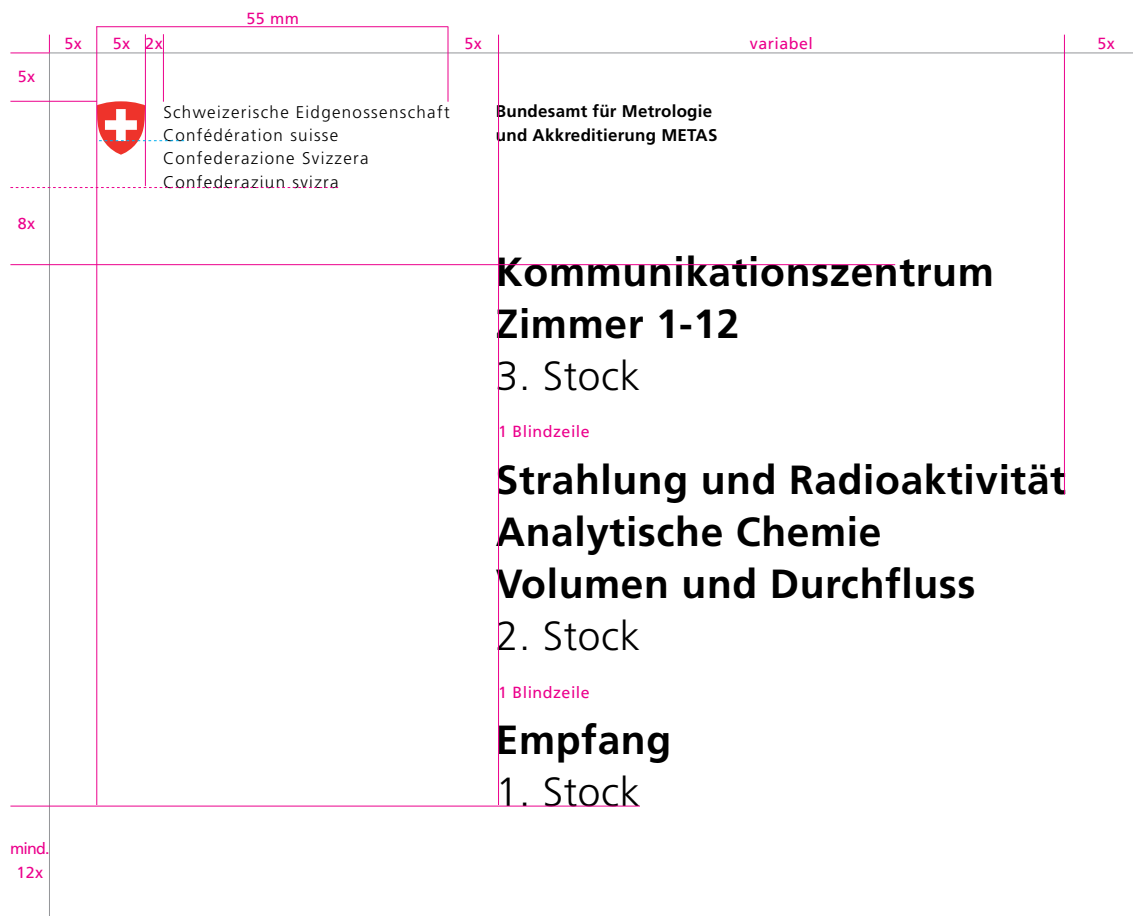 55 mm
5x 5x 2x 5x variabel 5x
5x
Schweizerische Eidgenossenschaft
Confédération suisse
Confederazione Svizzera
Confederaziun svizra
Bundesamt für Metrologie
und Akkreditierung METAS
8x
Kommunikationszentrum
Zimmer 1-12
3. Stock
1 Blindzeile
Strahlung und Radioaktivität
Analytische Chemie
Volumen und Durchfluss
2. Stock
1 Blindzeile
Empfang
1. Stock
mind.
12x